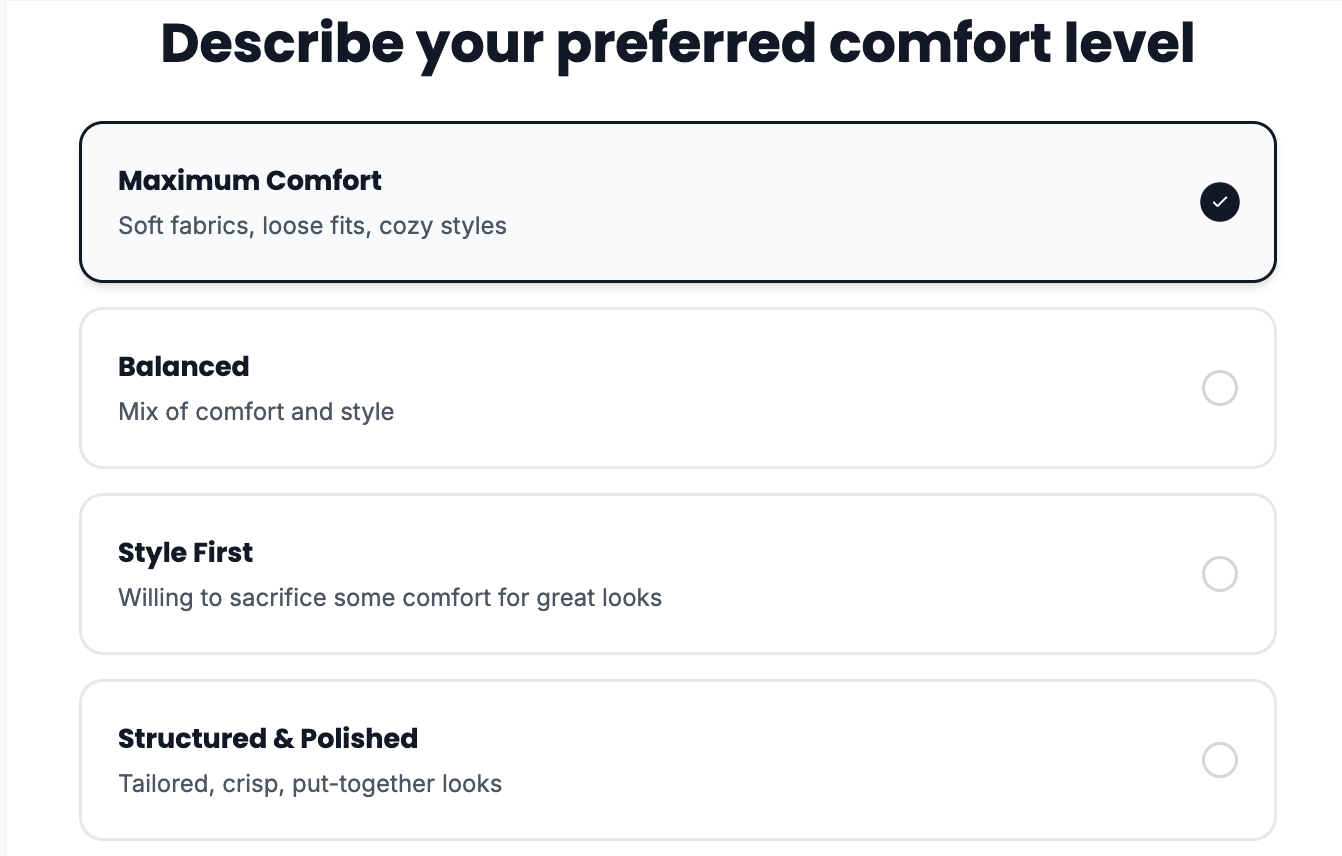 Describe your preferred comfort level
Maximum Comfort
Soft fabrics, loose fits, cozy styles
Balanced
Mix of comfort and style
Style First
Willing to sacrifice some comfort for great looks
Structured & Polished
Tailored, crisp, put-together looks